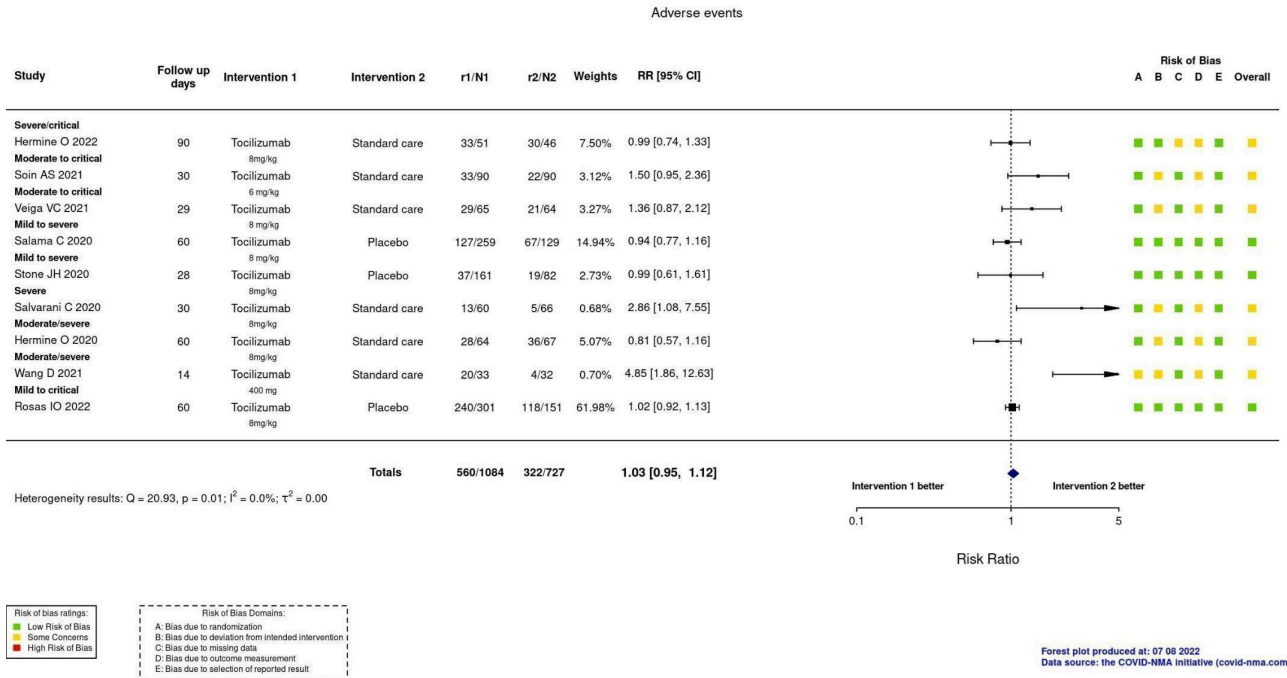 Adverse events
Risk of Bias
Study Follow up days Intervention 1 Intervention 2 r1/N1 r2/N2 Weights RR [95% CI] A B C D E Overall
Severe/critical
Hermine O 2022 90 Tocilizumab Standard care 33/51 30/46 7.50% 0.99 [0.74, 1.33]
Moderate to critical 8mg/kg
Soin AS 2021 30 Tocilizumab Standard care 33/90 22/90 3.12% 1.50 [0.95, 2.36]
Moderate to critical 6 mg/kg
Veiga VC 2021 29 Tocilizumab Standard care 29/65 21/64 3.27% 1.36 [0.87, 2.12]
Mild to severe 8 mg/kg
Salama C 2020 60 Tocilizumab Placebo 127/259 67/129 14.94% 0.94 [0.77, 1.16]
Mild to severe 8 mg/kg
Stone JH 2020 28 Tocilizumab Placebo 37/161 19/82 2.73% 0.99 [0.61, 1.61]
Severe 8mg/kg
Salvarani C 2020 30 Tocilizumab Standard care 13/60 5/66 0.68% 2.86 [1.08, 7.55]
Moderate/severe 8mg/kg
Hermine O 2020 60 Tocilizumab Standard care 28/64 36/67 5.07% 0.81 [0.57, 1.16]
Moderate/severe 8mg/kg
Wang D 2021 14 Tocilizumab Standard care 20/33 4/32 0.70% 4.85 [1.86, 12.63]
Mild to critical 400 mg
Rosas IO 2022 60 Tocilizumab Placebo 240/301 118/151 61.98% 1.02 [0.92, 1.13]
8mg/kg
Totals 560/1084 322/727 1.03 [0.95, 1.12]
Intervention 1 better Intervention 2 better
Heterogeneity results: Q = 20.93, p = 0.01; I² = 0.0%; τ² = 0.00
0.1 1 5
Risk Ratio
Risk of bias ratings:
Low Risk of Bias
Some Concerns
High Risk of Bias
Risk of Bias Domains:
A: Bias due to randomization
B: Bias due to deviation from intended intervention
C: Bias due to missing data
D: Bias due to outcome measurement
E: Bias due to selection of reported result
Forest plot produced at: 07 08 2022
Data source: the COVID-NMA initiative (covid-nma.com